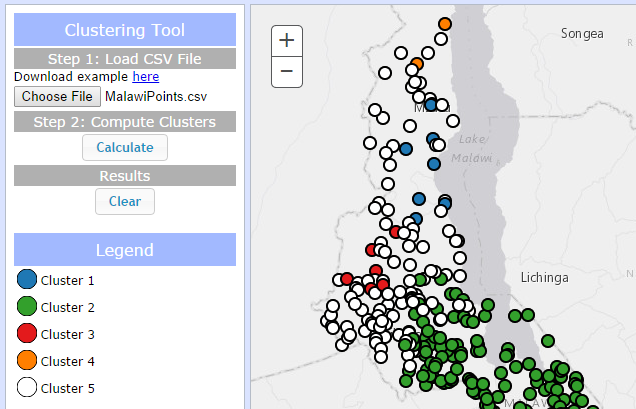 Clustering Tool
Step 1: Load CSV File
Download example here
Choose File MalawiPoints.csv
Step 2: Compute Clusters
Calculate
Results
Clear
Legend
Cluster 1
Cluster 2
Cluster 3
Cluster 4
Cluster 5
+
−
Songea
Lake/
Malawi
Lichinga